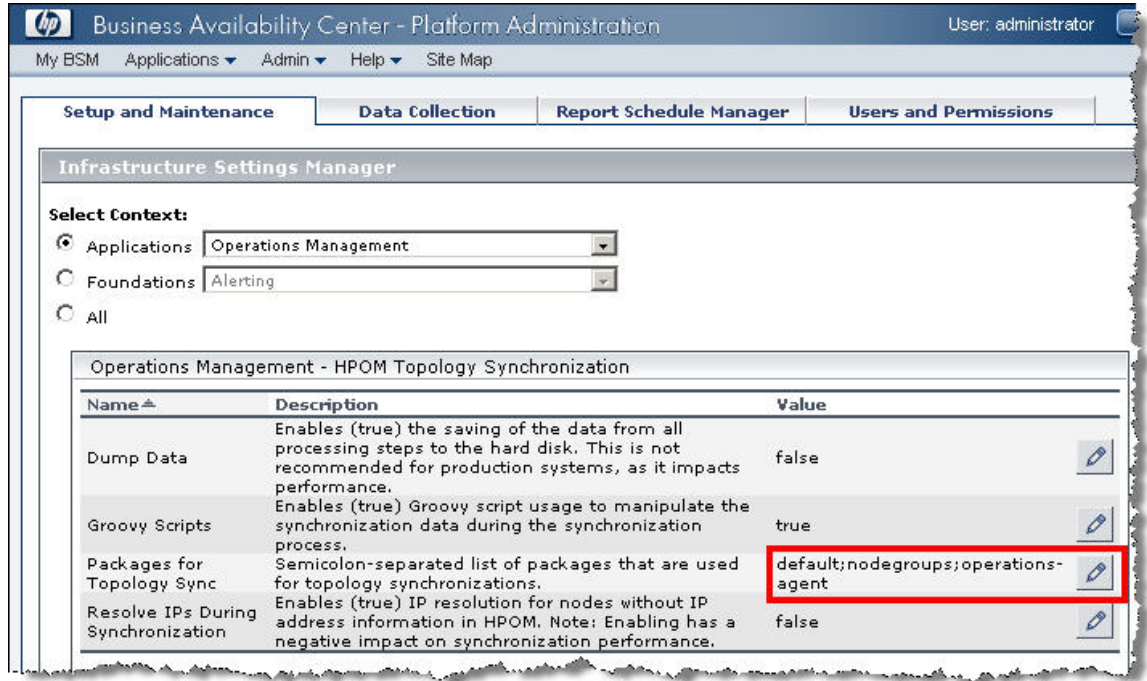 hp Business Availability Center - Platform Administration User: administrator
My BSM Applications Admin Help Site Map
Setup and Maintenance Data Collection Report Schedule Manager Users and Permissions
Infrastructure Settings Manager
Select Context:
Applications Operations Management
Foundations Alerting
All
Operations Management - HPOM Topology Synchronization
Name Description Value
Enables (true) the saving of the data from all
processing steps to the hard disk. This is not
Dump Data recommended for production systems, as it impacts false
performance.
Enables (true) Groovy script usage to manipulate the
Groovy Scripts synchronization data during the synchronization true
process.
Packages for Semicolon-separated list of packages that are used default;nodegroups;operations-
Topology Sync for topology synchronizations. agent
Enables (true) IP resolution for nodes without IP
Resolve IPs During address information in HPOM. Note: Enabling has a false
Synchronization negative impact on synchronization performance.